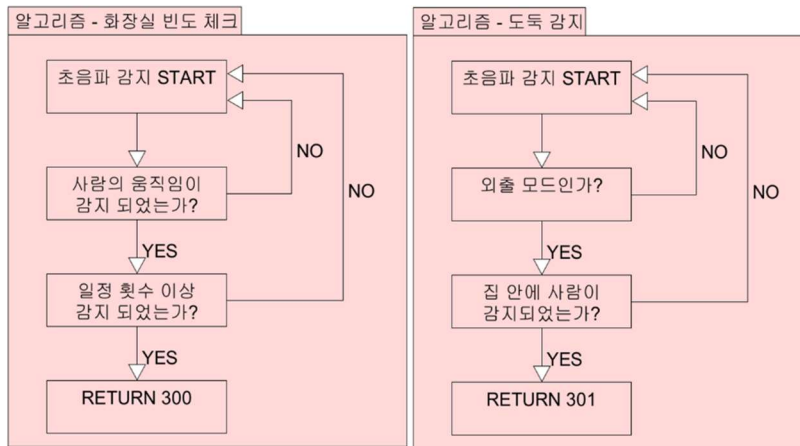 알고리즘 - 화장실 빈도 체크
초음파 감지 START
NO
사람의 움직임이
감지 되었는가?
NO
YES
일정 횟수 이상
감지 되었는가?
YES
RETURN 300
알고리즘 - 도둑 감지
초음파 감지 START
NO
외출 모드인가?
NO
YES
집 안에 사람이
감지되었는가?
YES
RETURN 301